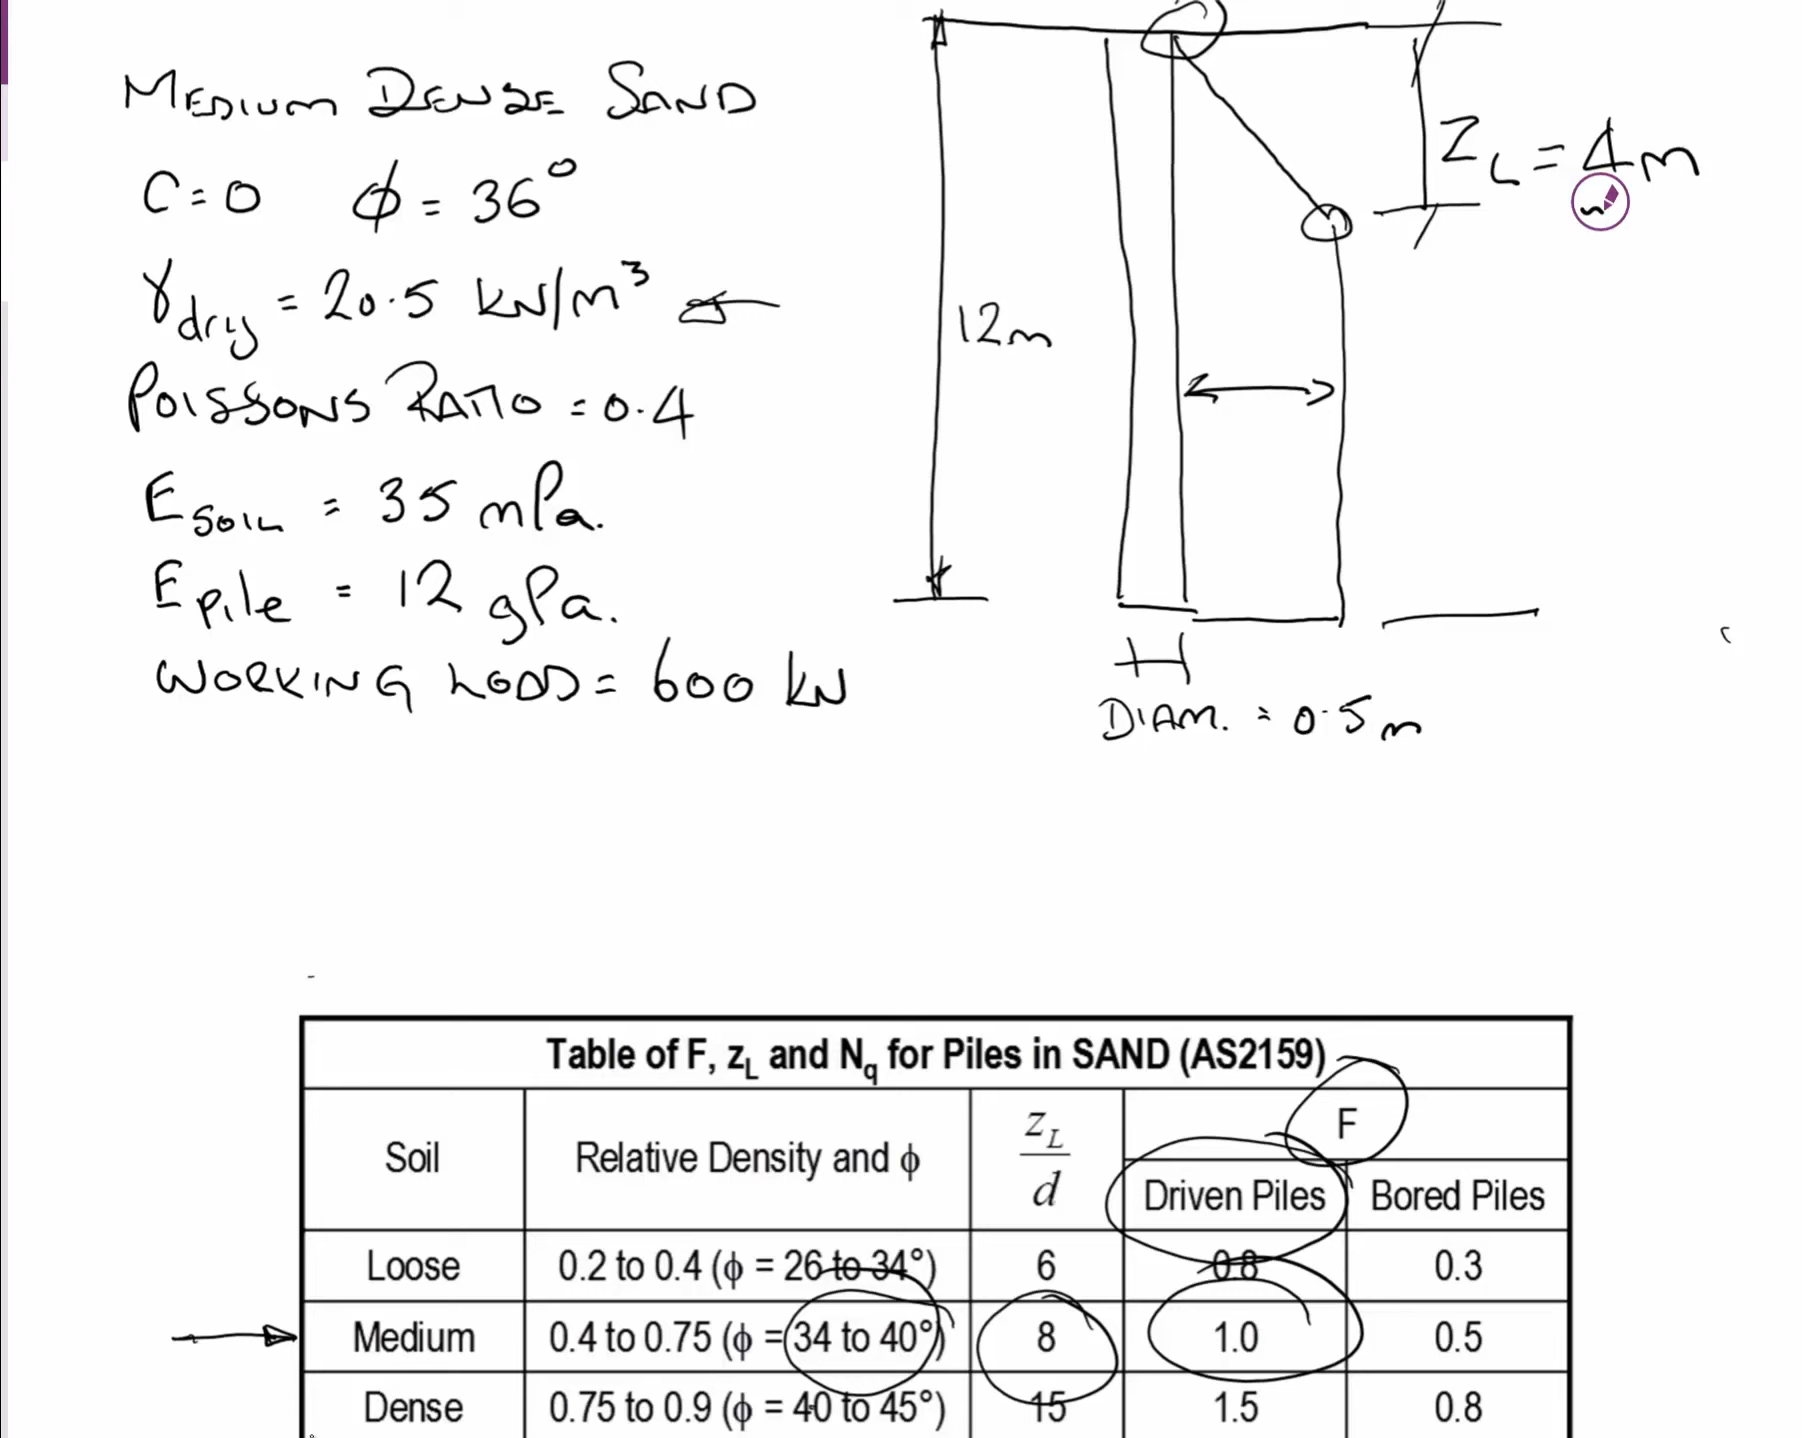 MEDIUM DENSE SAND
C=0 ϕ = 36°
γdry = 20.5 kN/m³
POISSONS RATIO = 0.4
Esoil = 35 mPa.
Epile = 12 gPa.
WORKING LOAD = 600 kN
ZL = 4m
12m
DIAM. = 0.5m
Table of F, zL and Nq for Piles in SAND (AS2159)
Soil Relative Density and ϕ zL/d F
Driven Piles Bored Piles
Loose 0.2 to 0.4 (ϕ = 26 to 34°) 6 0.8 0.3
Medium 0.4 to 0.75 (ϕ = 34 to 40°) 8 1.0 0.5
Dense 0.75 to 0.9 (ϕ = 40 to 45°) 15 1.5 0.8